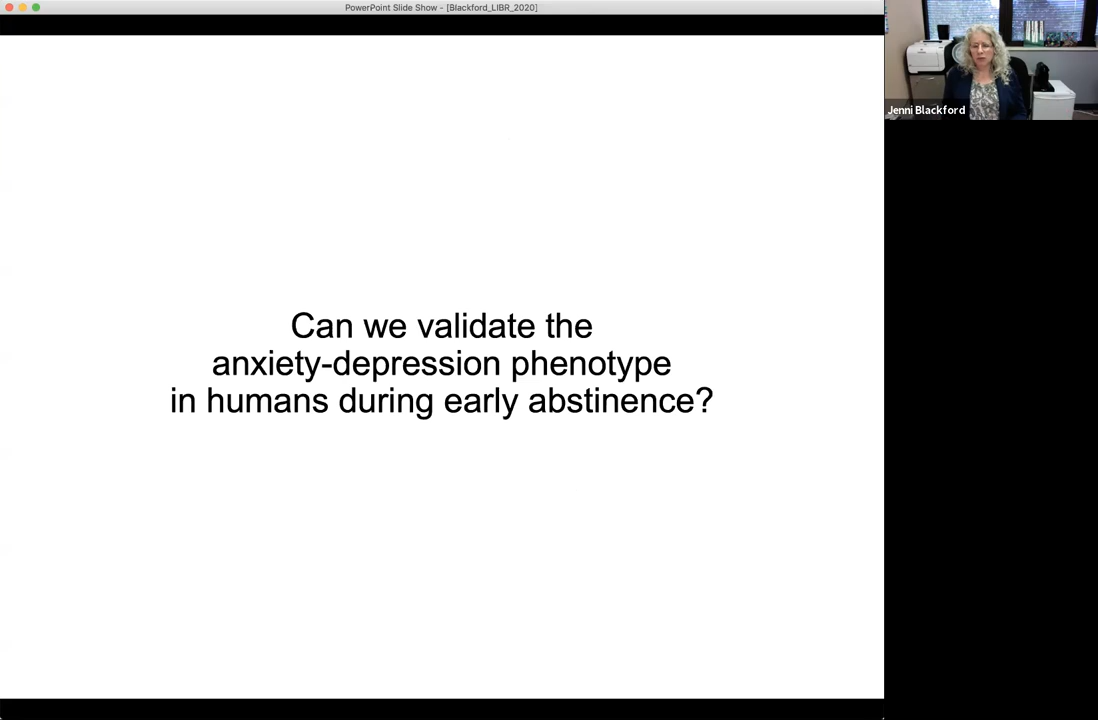 PowerPoint Slide Show - [Blackford_LIBR_2020]
Jenni Blackford
Can we validate the
anxiety-depression phenotype
in humans during early abstinence?